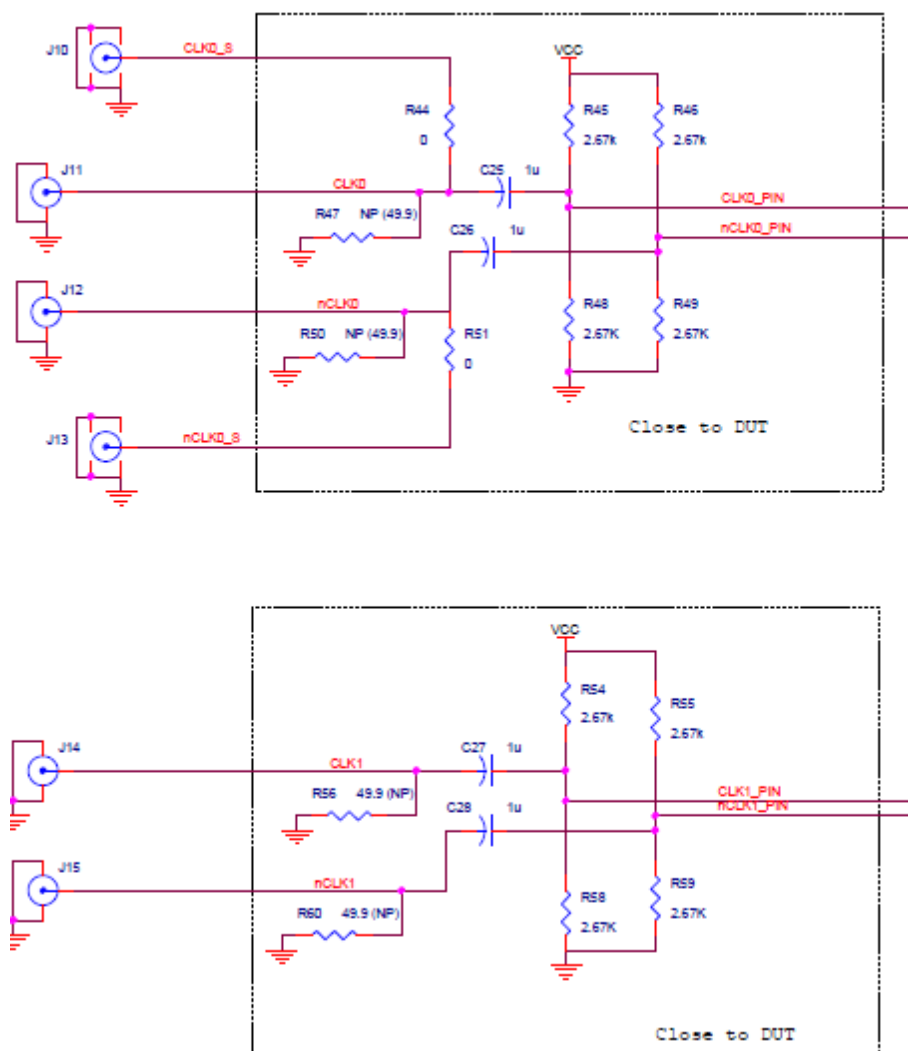 J10
CLK0_S
VCC
R44
0
R45
2.67k
R46
2.67k
J11
CLK0
C25
1u
CLK0_PIN
R47
NP (49.9)
C26
1u
nCLK0_PIN
J12
nCLK0
R50
NP (49.9)
R51
0
R48
2.67K
R49
2.67K
J13
nCLK0_S
Close to DUT
VCC
R54
2.67k
R55
2.67k
J14
CLK1
C27
1u
R56
49.9 (NP)
C28
1u
CLK1_PIN
nCLK1_PIN
J15
nCLK1
R60
49.9 (NP)
R58
2.67K
R59
2.67K
Close to DUT